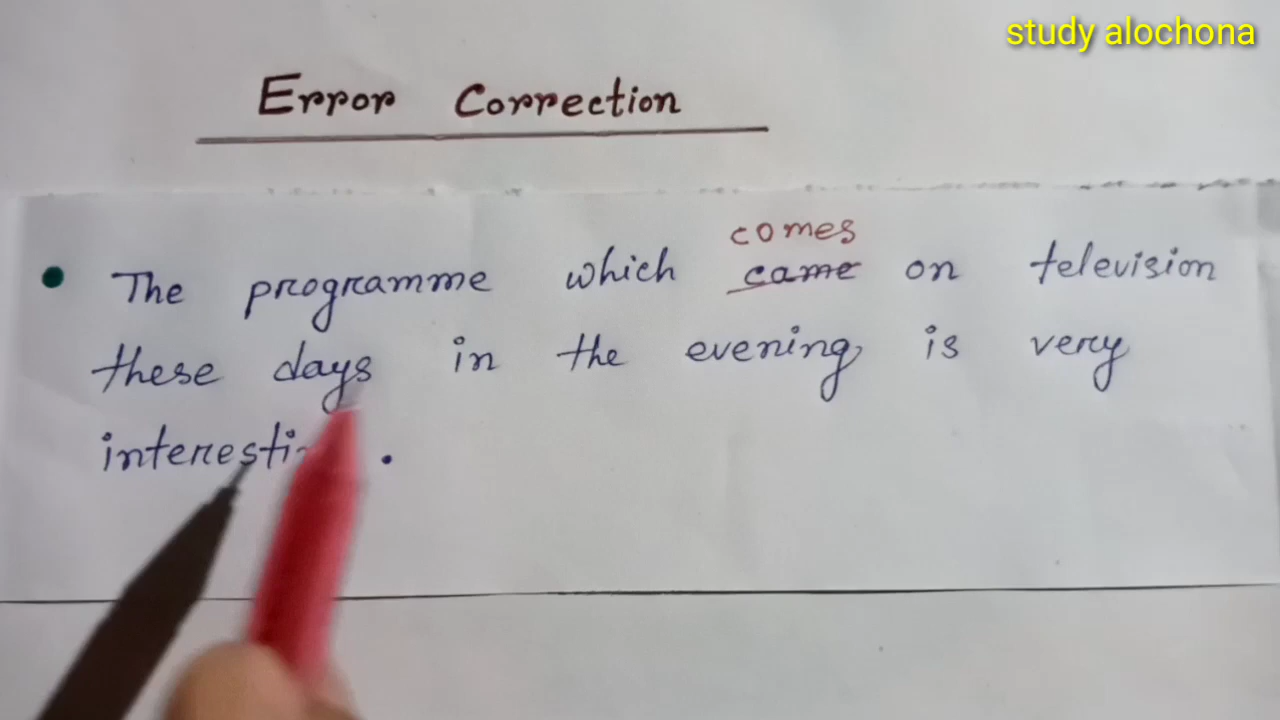 study alochona
Error Correction
comes
• The programme which came on television
these days in the evening is very
.